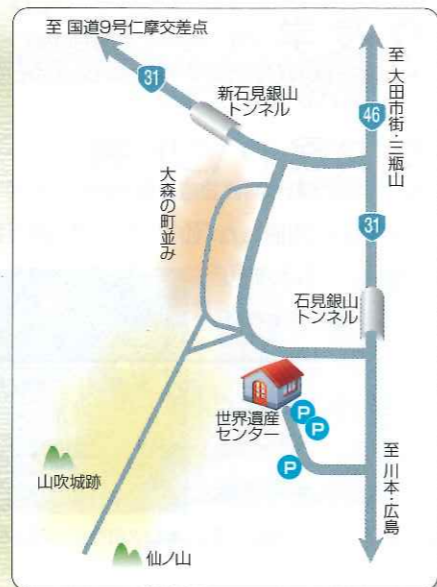 至 国道9号仁摩交差点
31
新石見銀山
トンネル
至 大田市街・三瓶山
46
大森の町並み
31
石見銀山
トンネル
世界遺産
センター
P
P
P
至 川本・広島
山吹城跡
仙ノ山